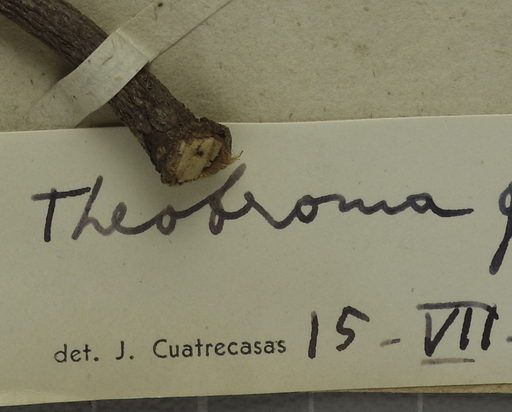 Theobroma
det. J. Cuatrecasas 15-VII-